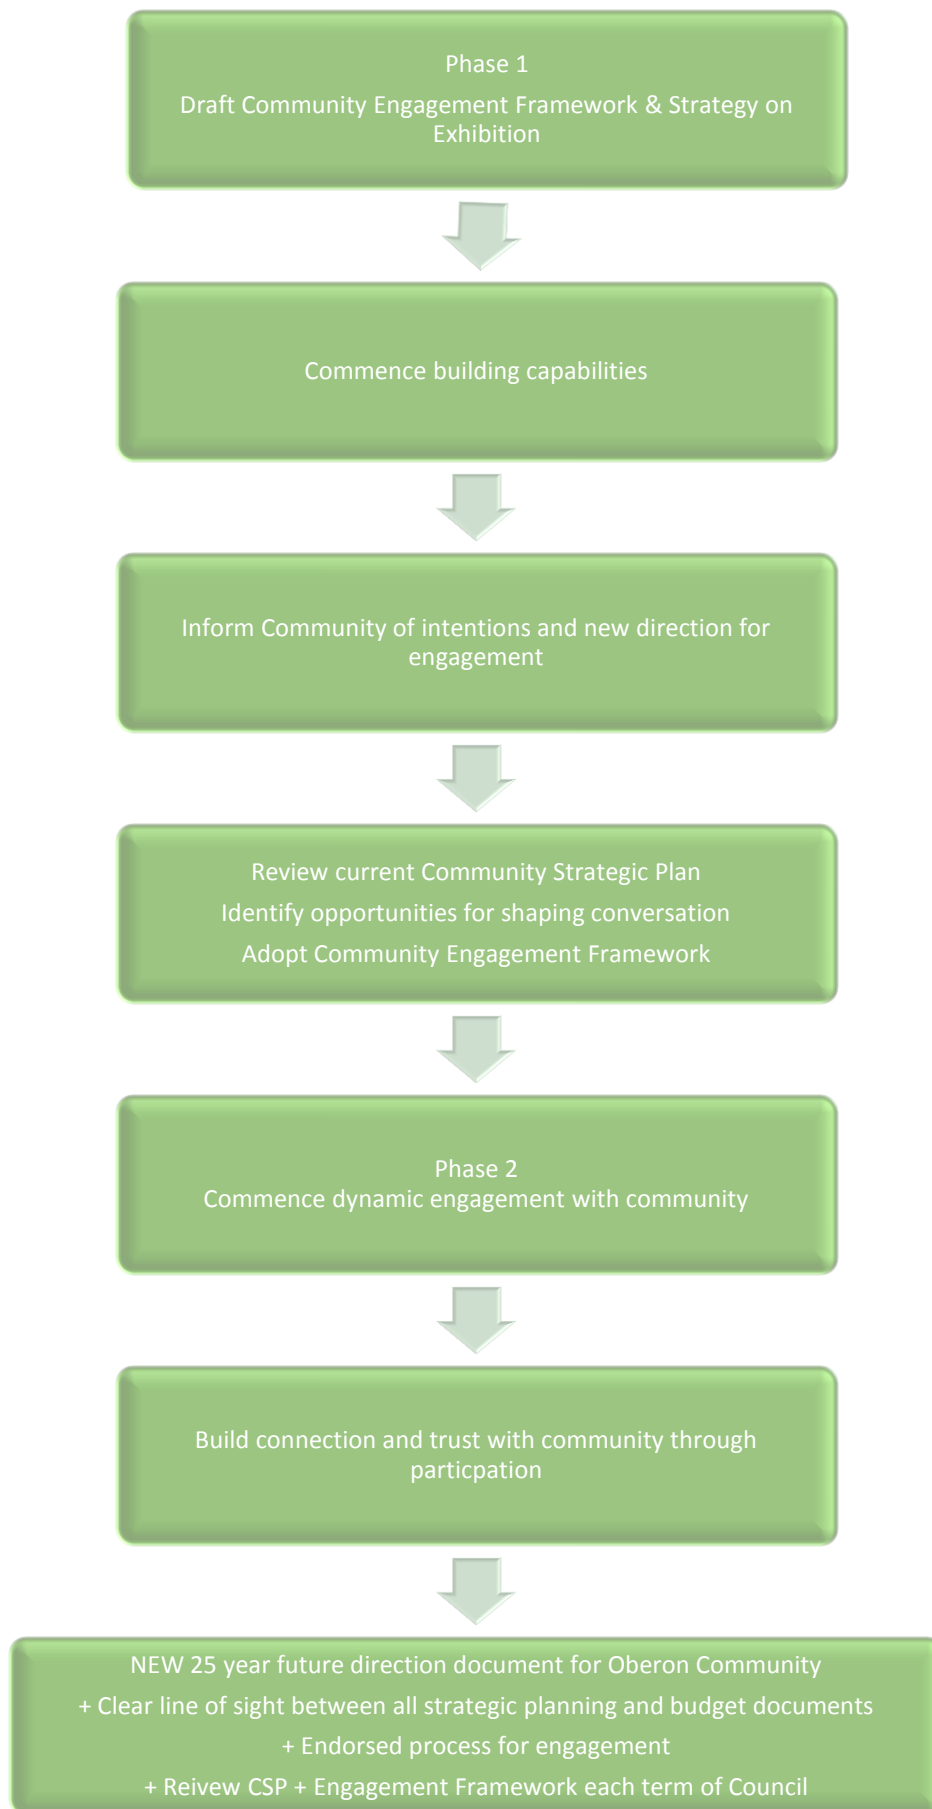 Phase 1
Draft Community Engagement Framework & Strategy on
Exhibition
Commence building capabilities
Inform Community of intentions and new direction for
engagement
Review current Community Strategic Plan
Identify opportunities for shaping conversation
Adopt Community Engagement Framework
Phase 2
Commence dynamic engagement with community
Build connection and trust with community through
particpation
NEW 25 year future direction document for Oberon Community
+ Clear line of sight between all strategic planning and budget documents
+ Endorsed process for engagement
+ Reivew CSP + Engagement Framework each term of Council